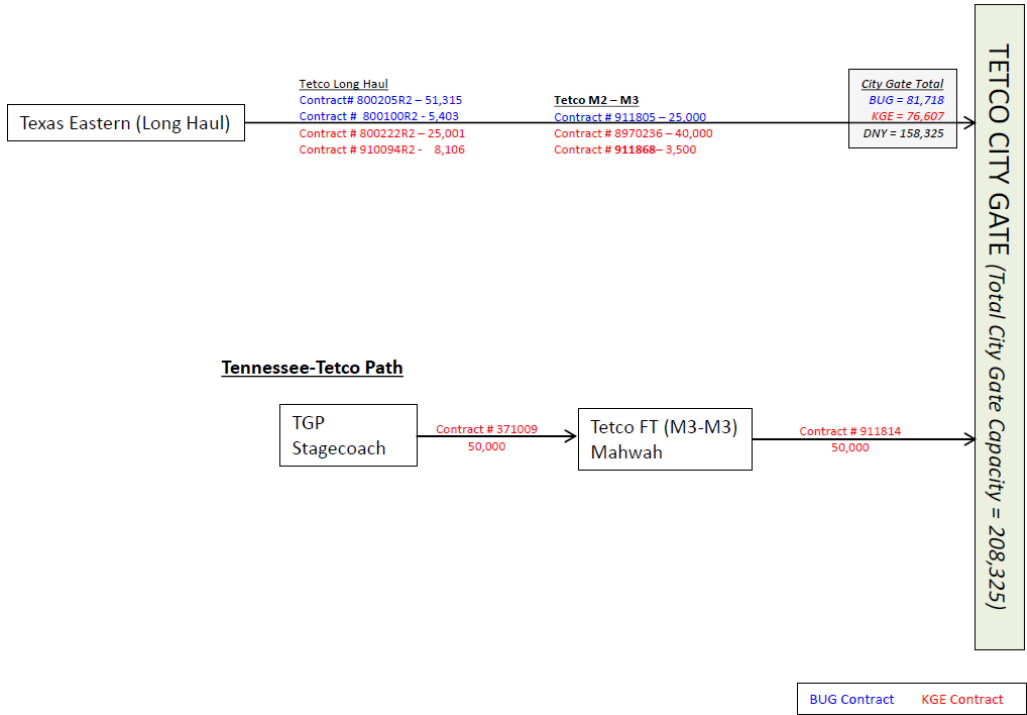 Texas Eastern (Long Haul)
Tetco Long Haul
Contract# 800205R2 – 51,315
Contract # 800100R2 - 5,403
Contract # 800222R2 – 25,001
Contract # 910094R2 - 8,106
Tetco M2 – M3
Contract # 911805 – 25,000
Contract # 8970236 – 40,000
Contract # 911868– 3,500
City Gate Total
BUG = 81,718
KGE = 76,607
DNY = 158,325
TETCO CITY GATE (Total City Gate Capacity = 208,325)
Tennessee-Tetco Path
TGP
Stagecoach
Contract # 371009
50,000
Tetco FT (M3-M3)
Mahwah
Contract # 911814
50,000
BUG Contract KGE Contract